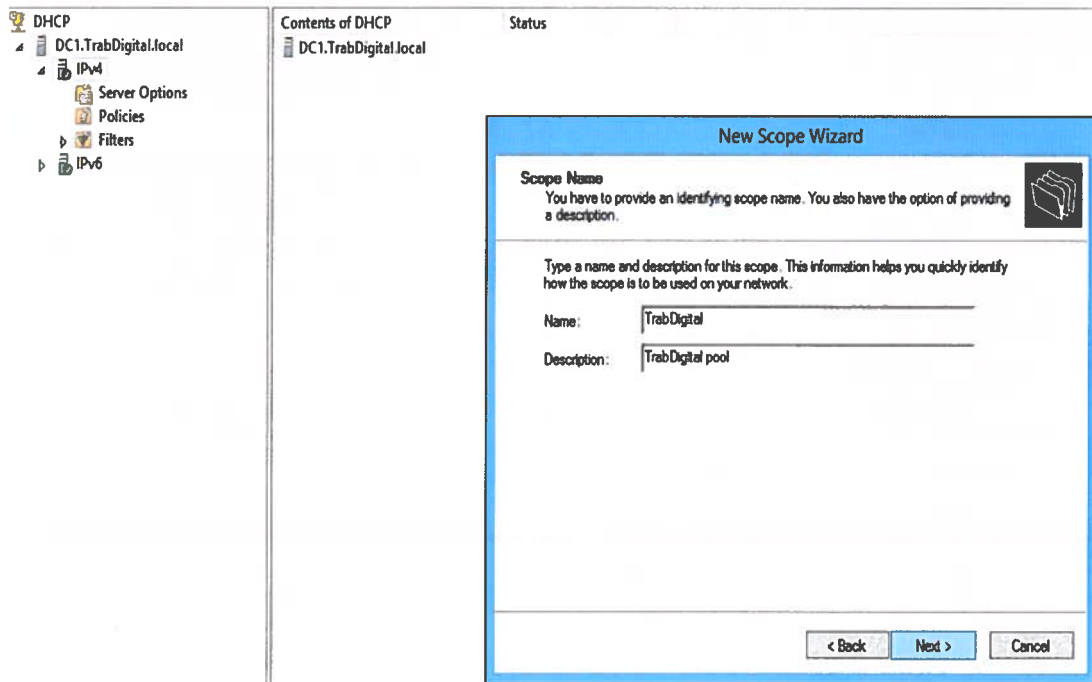 DHCP
DC1.TrabDigital.local
IPv4
Server Options
Policies
Filters
IPv6
Contents of DHCP
Status
DC1.TrabDigital.local
New Scope Wizard
Scope Name
You have to provide an identifying scope name. You also have the option of providing
a description.
Type a name and description for this scope. This information helps you quickly identify
how the scope is to be used on your network.
Name:
TrabDigital
Description:
TrabDigital pool
< Back
Next >
Cancel